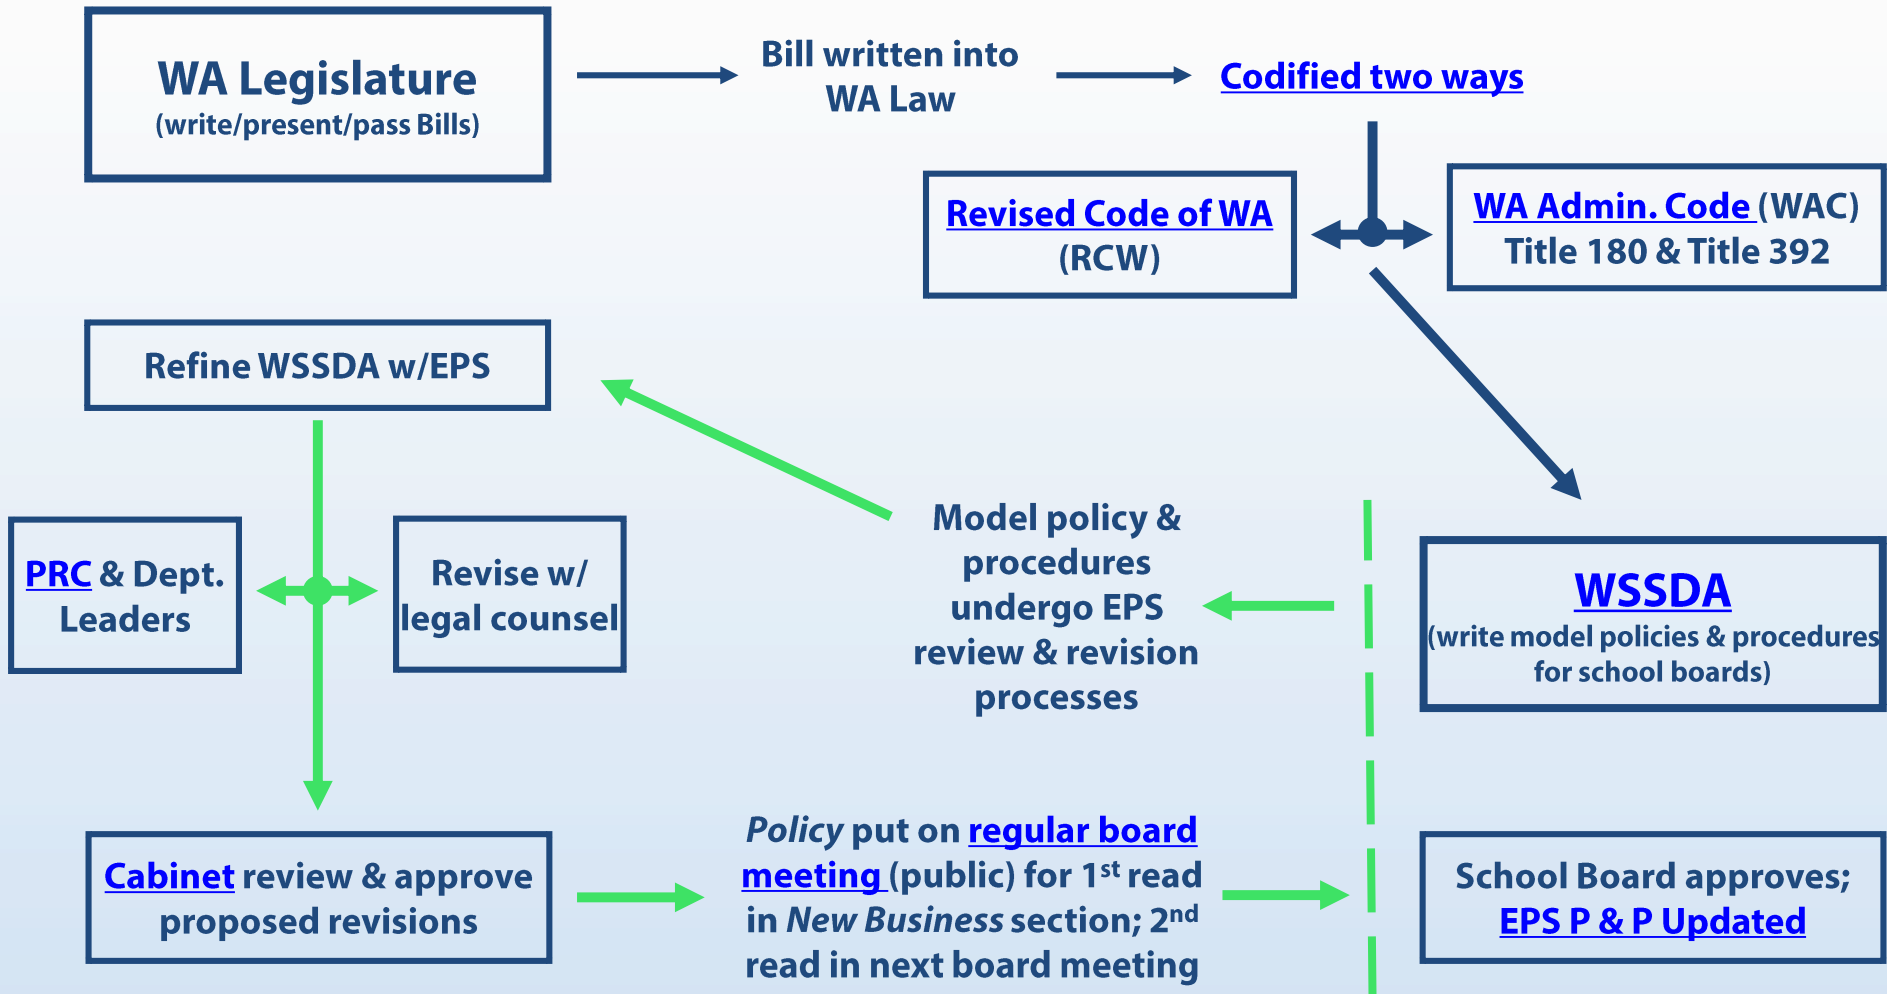 WA Legislature
(write/present/pass Bills)
Bill written into
WA Law
Codified two ways
Revised Code of WA
(RCW)
WA Admin. Code (WAC)
Title 180 & Title 392
Refine WSSDA w/EPS
PRC & Dept.
Leaders
Revise w/
legal counsel
Model policy &
procedures
undergo EPS
review & revision
processes
WSSDA
(write model policies & procedures
for school boards)
Cabinet review & approve
proposed revisions
Policy put on regular board
meeting (public) for 1st read
in New Business section; 2nd
read in next board meeting
School Board approves;
EPS P & P Updated